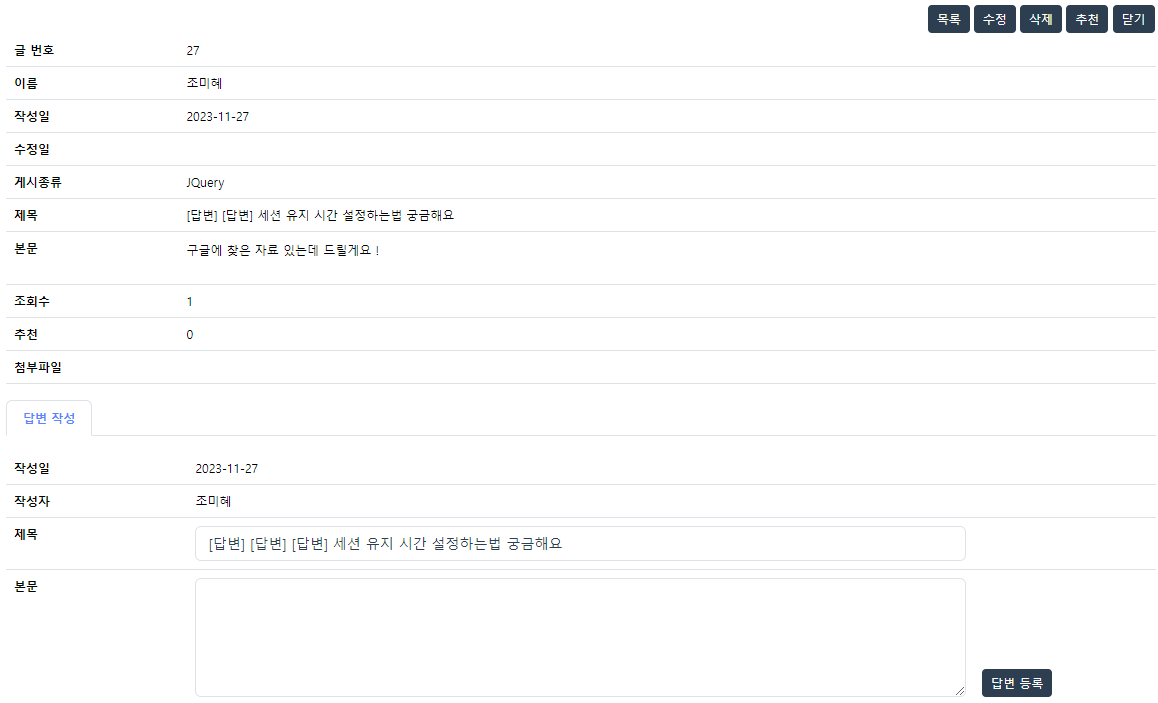 목록 수정 삭제 추천 닫기
글 번호 27
이름 조미혜
작성일 2023-11-27
수정일
게시종류 JQuery
제목 [답변] [답변] 세션 유지 시간 설정하는법 궁금해요
본문 구글에 찾은 자료 있는데 드릴게요 !
조회수 1
추천 0
첨부파일
답변 작성
작성일 2023-11-27
작성자 조미혜
제목 [답변] [답변] [답변] 세션 유지 시간 설정하는법 궁금해요
본문
답변 등록